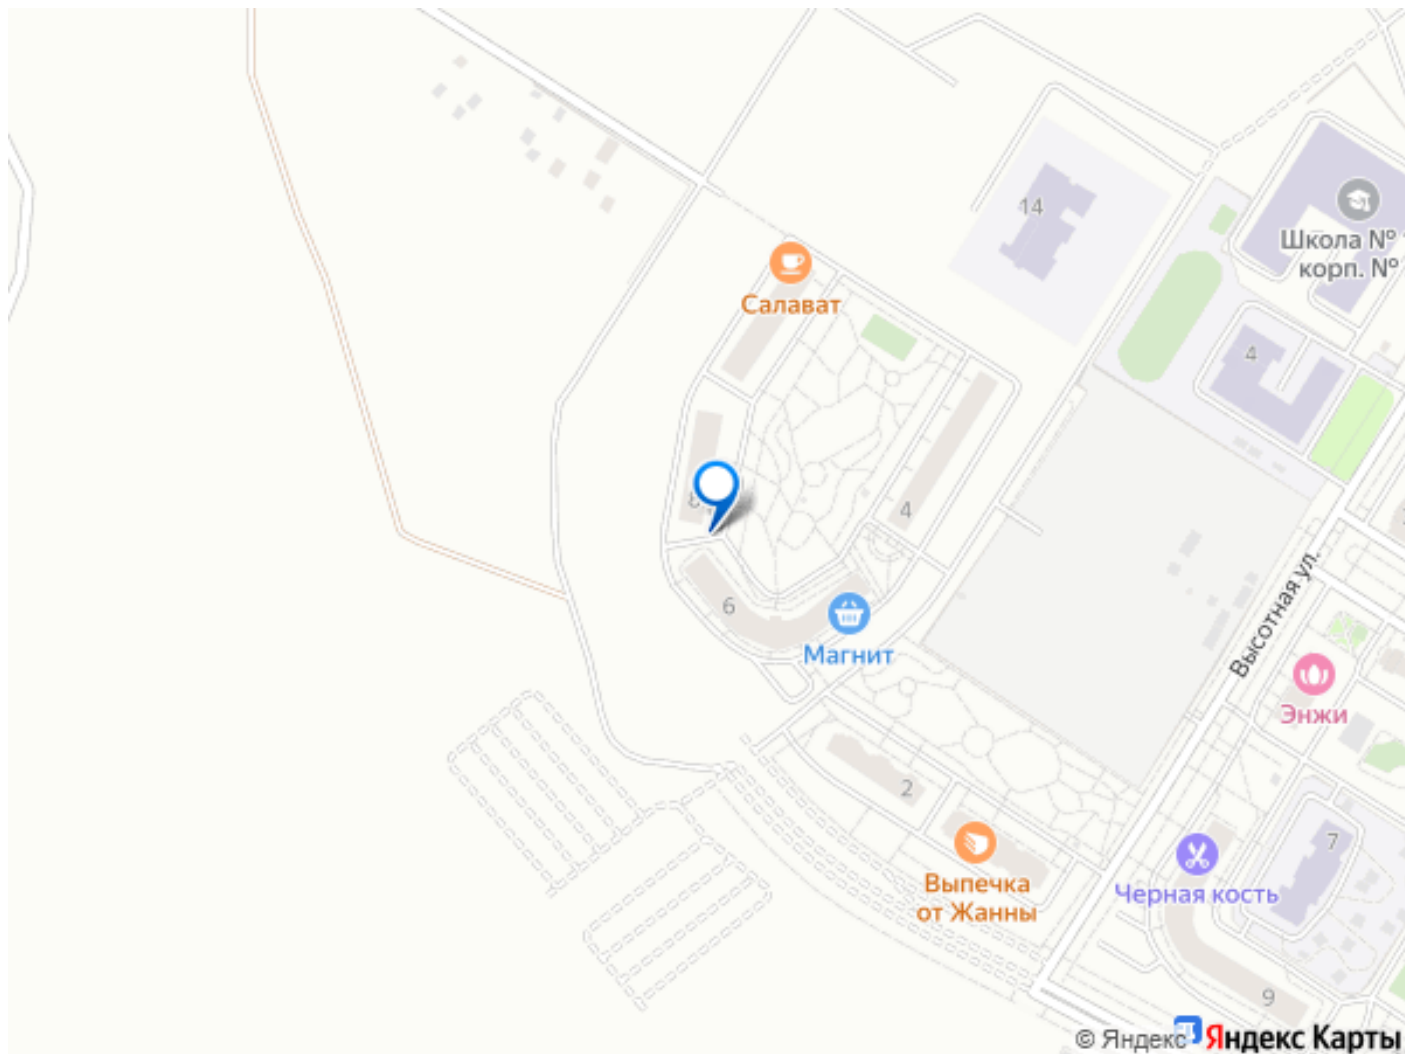 14
Школа №
корп. №
Салават
4
8
4
Высотная ул.
6
Магнит
Энжи
2
7
Выпечка
от Жанны
Черная кость
9
© Яндекс
Яндекс Карты